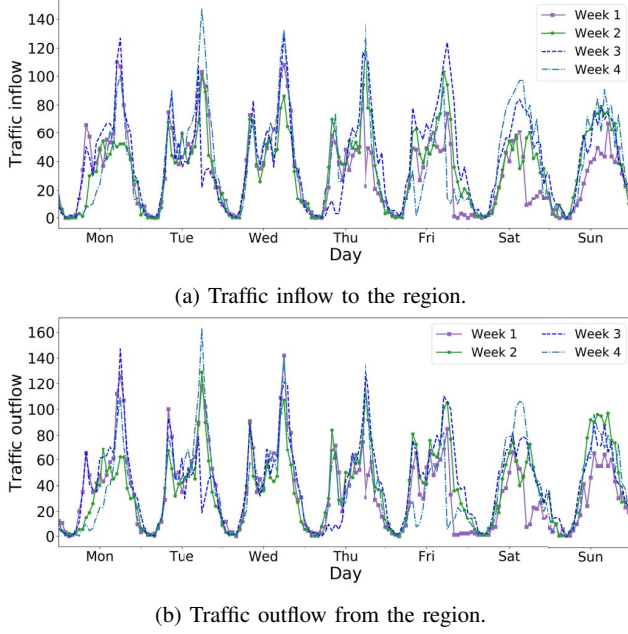 140
120
100
80
60
40
20
0
Traffic inflow
Week 1
Week 2
Week 3
Week 4
Mon Tue Wed Thu Fri Sat Sun
Day
(a) Traffic inflow to the region.
160
140
120
100
80
60
40
20
0
Traffic outflow
Week 1 Week 3
Week 2 Week 4
Mon Tue Wed Thu Fri Sat Sun
Day
(b) Traffic outflow from the region.